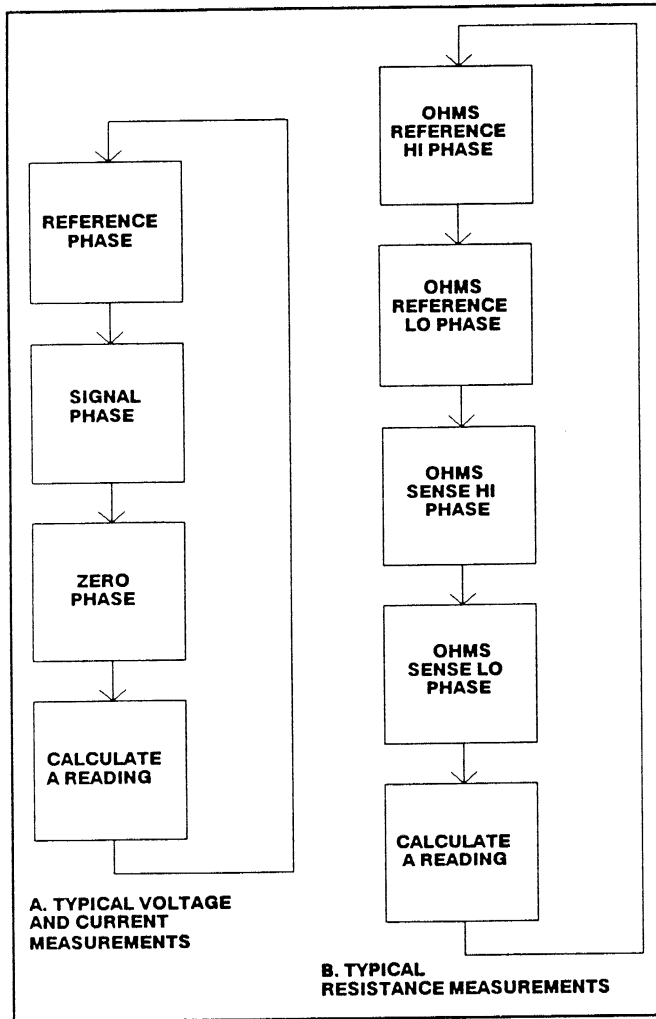 REFERENCE
PHASE
SIGNAL
PHASE
ZERO
PHASE
CALCULATE
A READING
A. TYPICAL VOLTAGE
AND CURRENT
MEASUREMENTS
OHMS
REFERENCE
HI PHASE
OHMS
REFERENCE
LO PHASE
OHMS
SENSE HI
PHASE
OHMS
SENSE LO
PHASE
CALCULATE
A READING
B. TYPICAL
RESISTANCE MEASUREMENTS